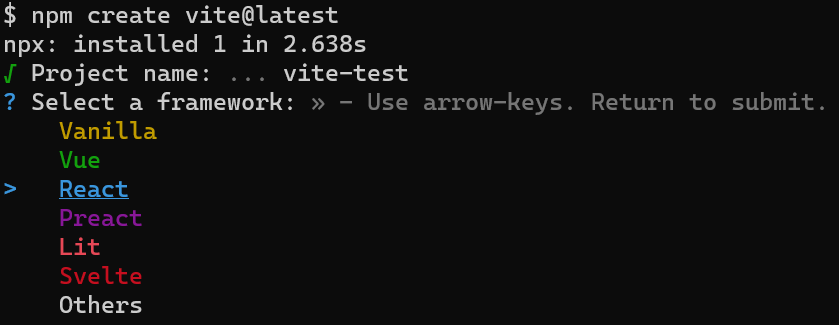 $ npm create vite@latest
npx: installed 1 in 2.638s
√ Project name: ... vite-test
? Select a framework: » - Use arrow-keys. Return to submit.
Vanilla
Vue
> React
Preact
Lit
Svelte
Others